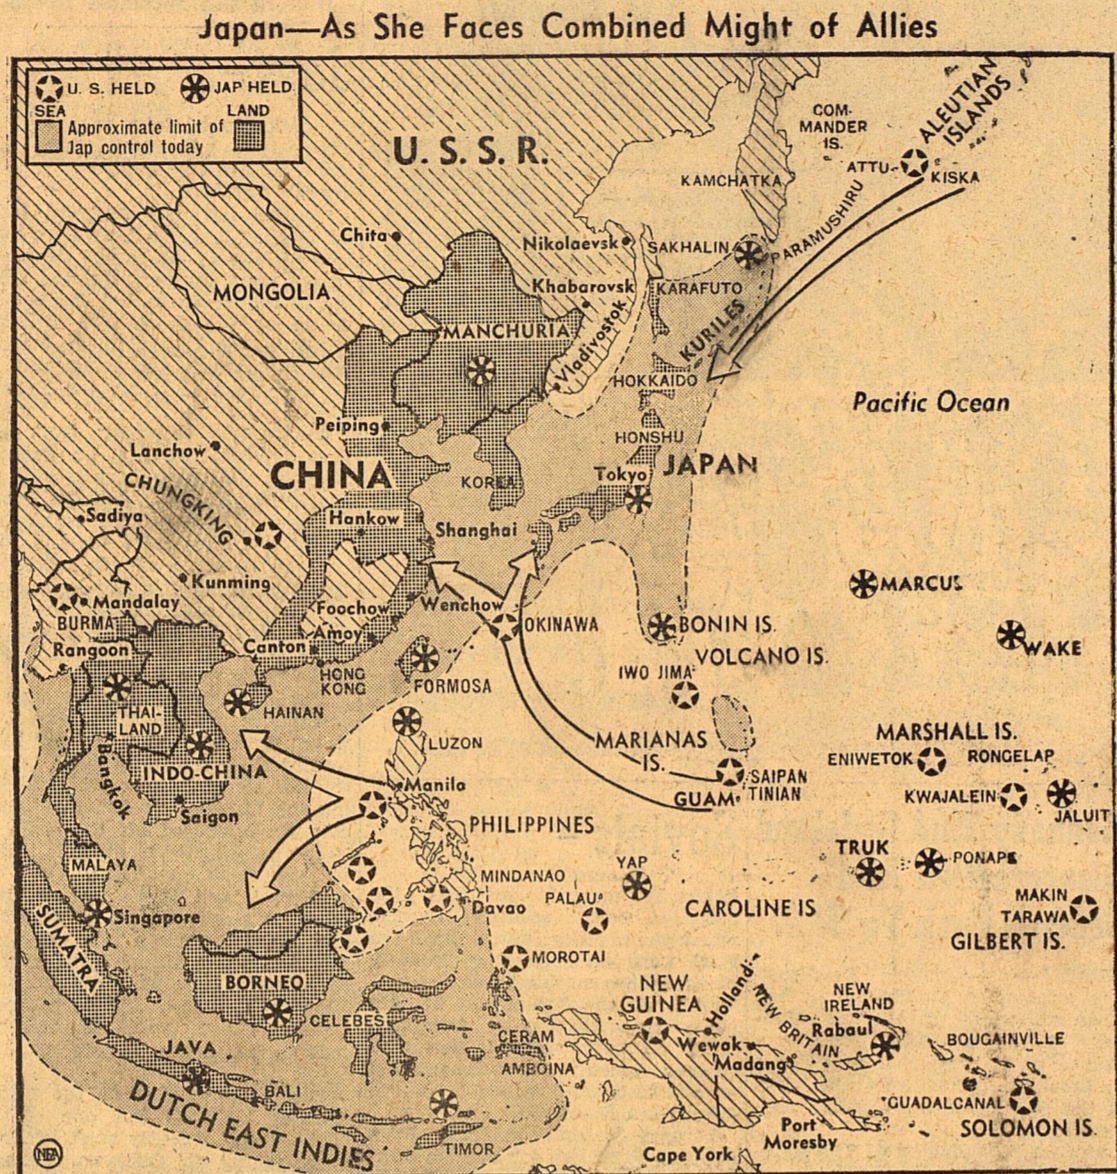 Japan—As She Faces Combined Might of Allies
U. S. HELD
JAP HELD
SEA
LAND
Approximate limit of
Jap control today
U. S. S. R.
COM-
MANDER
IS.
ALEUTIAN
ISLANDS
ATTU
KISKA
KAMCHATKA
PARAMUSHIRU
Chita
Nikolaevsk
SAKHALIN
MONGOLIA
Khabarovsk
KARAFUTO
MANCHURIA
Vladivostok
KURILES
HOKKAIDO
Pacific Ocean
Peiping
HONSHU
Lanchow
CHINA
KOREA
Tokyo
JAPAN
CHUNGKING
Sadiya
Hankow
Shanghai
Kunming
MARCUS
Mandalay
BURMA
Foochow
Wenchow
OKINAWA
BONIN IS.
WAKE
Rangoon
Canton
Amoy
VOLCANO IS.
HONG
KONG
FORMOSA
IWO JIMA
THAI-
LAND
HAINAN
LUZON
MARIANAS
IS.
MARSHALL IS.
ENIWETOK
RONGELAP
Bangkok
INDO-CHINA
Manila
SAIPAN
TINIAN
GUAM
KWAJALEIN
JALUIT
Saigon
PHILIPPINES
MALAYA
YAP
TRUK
PONAPE
MINDANAO
Davao
PALAU
CAROLINE IS
MAKIN
TARAWA
GILBERT IS.
Singapore
SUMATRA
MOROTAI
BORNEO
NEW
GUINEA
Holland
NEW BRITAIN
NEW
IRELAND
CELEBES
Rabaul
CERAM
AMBOINA
Wewak
Madang
BOUGAINVILLE
JAVA
BALI
GUADALCANAL
DUTCH EAST INDIES
TIMOR
Port
Moresby
SOLOMON IS.
Cape York
NEA